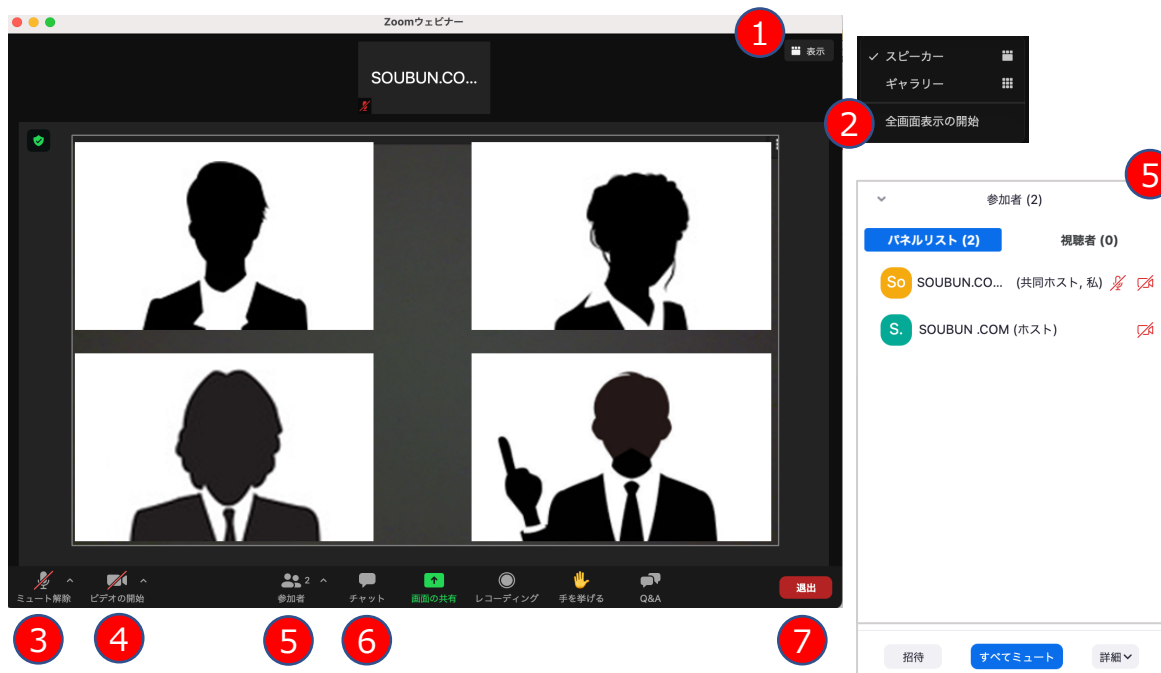 Zoomウェビナー
1
表示
SOUBUN.CO...
スピーカー
ギャラリー
2
全画面表示の開始
5
参加者 (2)
パネルリスト (2)
視聴者 (0)
So SOUBUN.CO... (共同ホスト, 私)
S. SOUBUN .COM (ホスト)
ミュート解除
ビデオの開始
2
参加者
チャット
画面の共有
レコーディング
手を挙げる
Q&A
退出
3
4
5
6
7
招待
すべてミュート
詳細